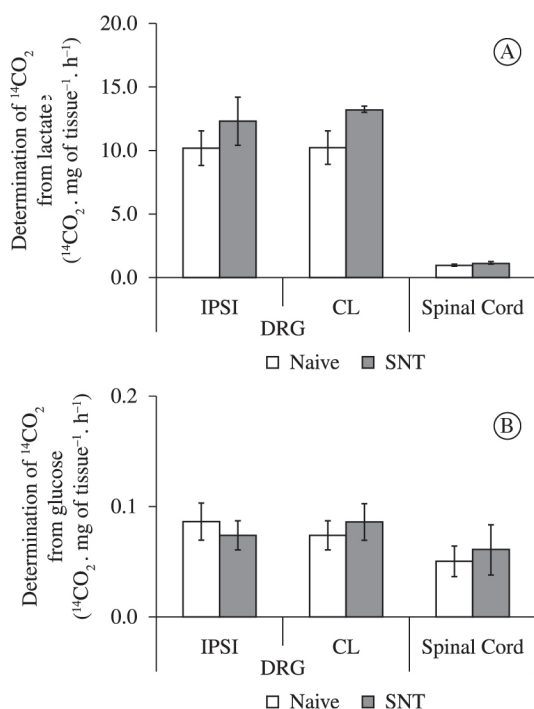 20.0
15.0
10.0
5.0
0.0
Determination of ¹⁴CO₂
from lactate
(¹⁴CO₂. mg of tissue⁻¹. h⁻¹)
A
IPSI CL Spinal Cord
DRG
Naive SNT
0.2
0.1
0.0
Determination of ¹⁴CO₂
from glucose
(¹⁴CO₂. mg of tissue⁻¹. h⁻¹)
B
IPSI CL Spinal Cord
DRG
Naive SNT